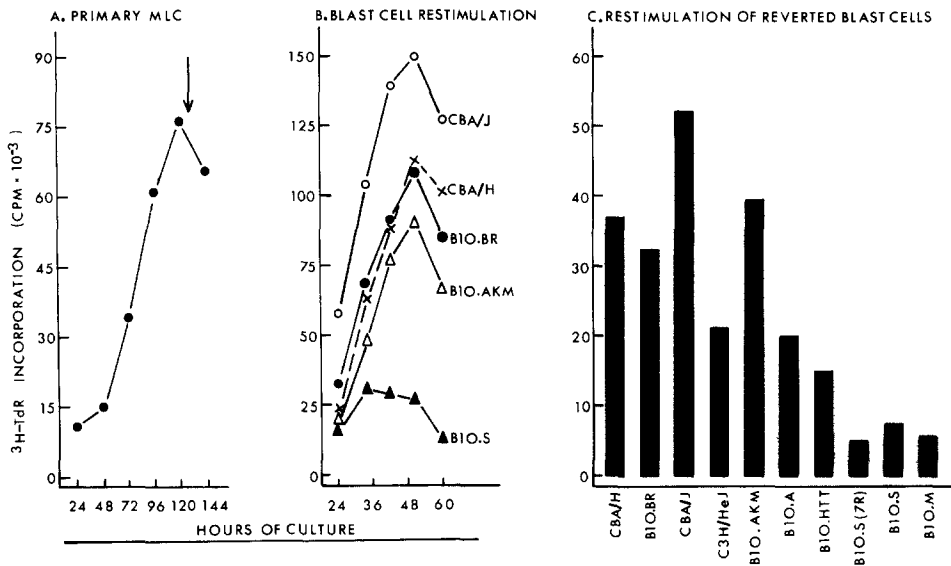 A. PRIMARY MLC
B. BLAST CELL RESTIMULATION
C. RESTIMULATION OF REVERTED BLAST CELLS
³H-TdR INCORPORATION (CPM × 10⁻³)
90
75
60
45
30
15
0
24 48 72 96 120 144
150
125
100
75
50
25
0
24 36 48 60
CBA/J
CBA/H
B10.BR
B10.AKM
B10.S
HOURS OF CULTURE
60
50
40
30
20
10
0
CBA/H
B10.BR
CBA/J
C3H/HeJ
B10.AKM
B10.A
B10.HTT
B10.S(7R)
B10.S
B10.M